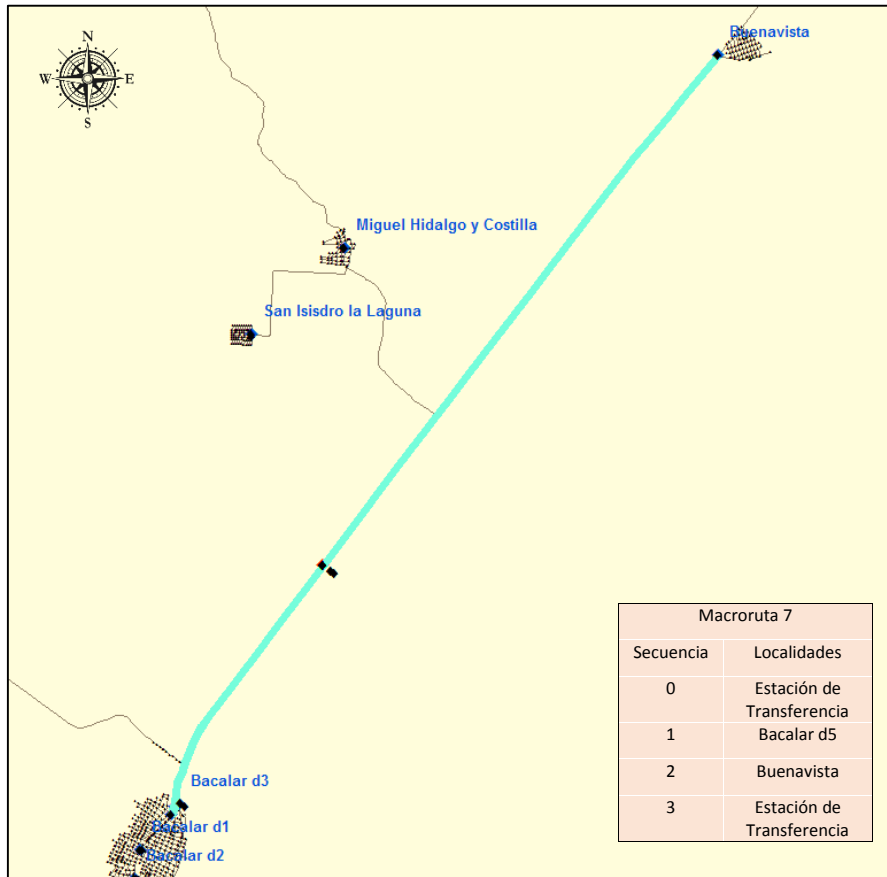 N
W
E
S
Buenavista
Miguel Hidalgo y Costilla
San Isisdro la Laguna
Bacalar d3
Bacalar d1
Bacalar d2
Macroruta 7
Secuencia Localidades
0 Estación de
Transferencia
1 Bacalar d5
2 Buenavista
3 Estación de
Transferencia